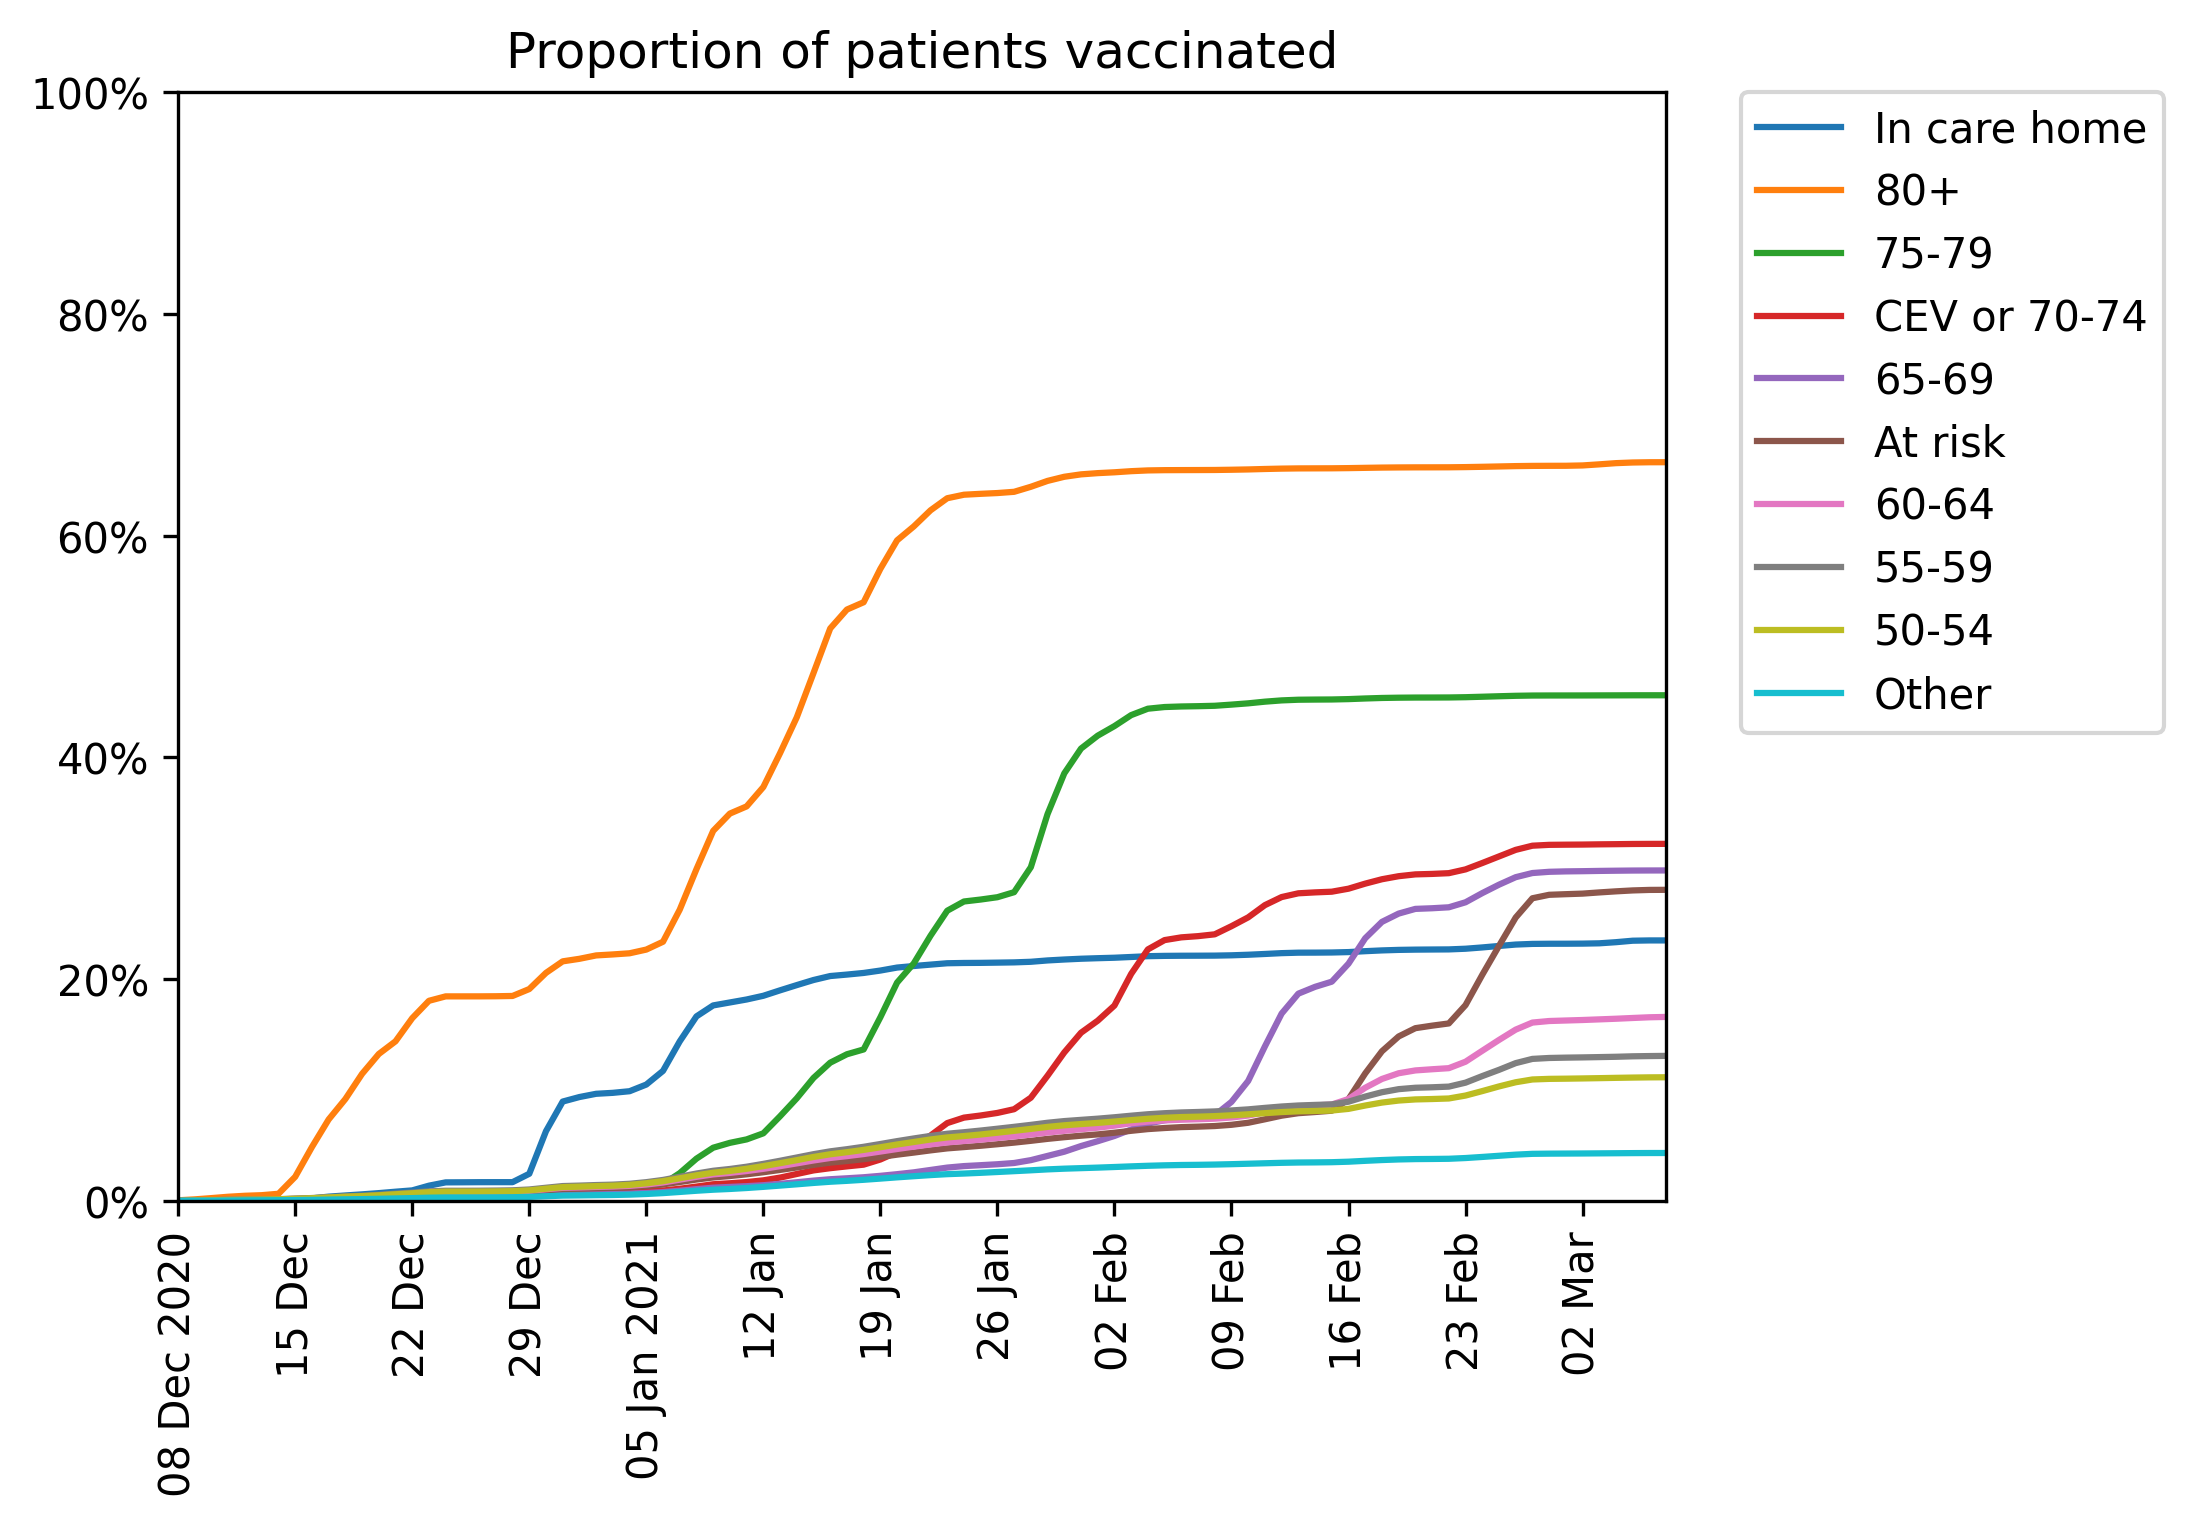 Proportion of patients vaccinated
100%
80%
60%
40%
20%
0%
08 Dec 2020
15 Dec
22 Dec
29 Dec
05 Jan 2021
12 Jan
19 Jan
26 Jan
02 Feb
09 Feb
16 Feb
23 Feb
02 Mar
In care home
80+
75-79
CEV or 70-74
65-69
At risk
60-64
55-59
50-54
Other